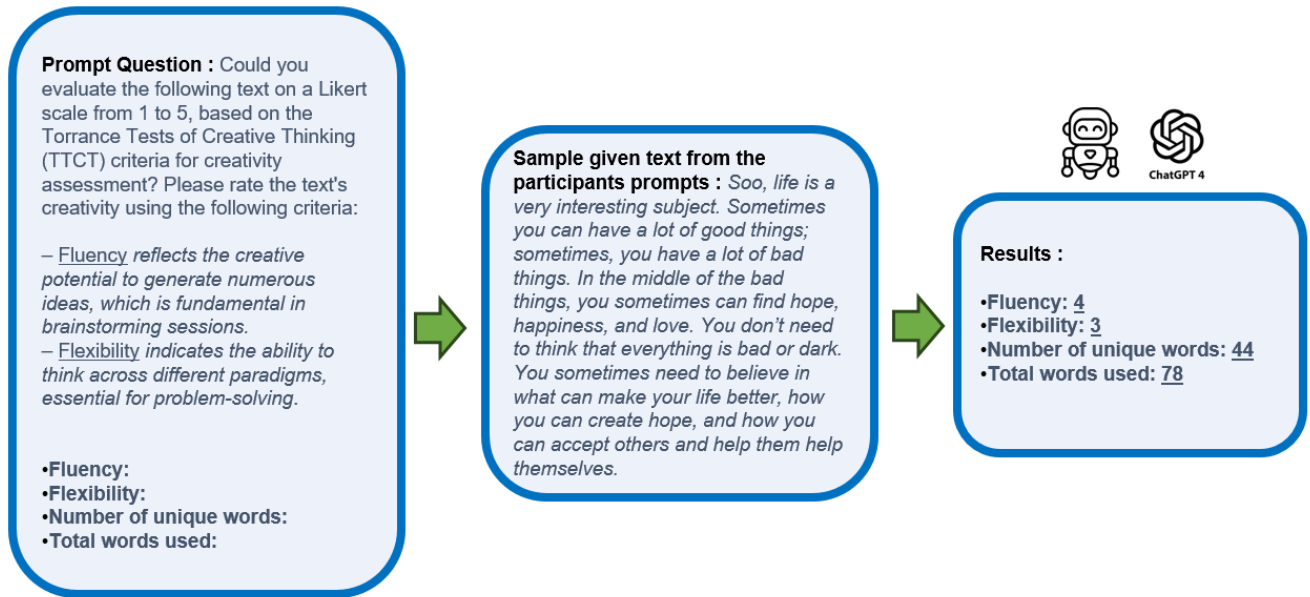 Prompt Question : Could you
evaluate the following text on a Likert
scale from 1 to 5, based on the
Torrance Tests of Creative Thinking
(TTCT) criteria for creativity
assessment? Please rate the text's
creativity using the following criteria:
– Fluency reflects the creative
potential to generate numerous
ideas, which is fundamental in
brainstorming sessions.
– Flexibility indicates the ability to
think across different paradigms,
essential for problem-solving.
•Fluency:
•Flexibility:
•Number of unique words:
•Total words used:
Sample given text from the
participants prompts : Soo, life is a
very interesting subject. Sometimes
you can have a lot of good things;
sometimes, you have a lot of bad
things. In the middle of the bad
things, you sometimes can find hope,
happiness, and love. You don’t need
to think that everything is bad or dark.
You sometimes need to believe in
what can make your life better, how
you can create hope, and how you
can accept others and help them help
themselves.
ChatGPT 4
Results :
•Fluency: 4
•Flexibility: 3
•Number of unique words: 44
•Total words used: 78